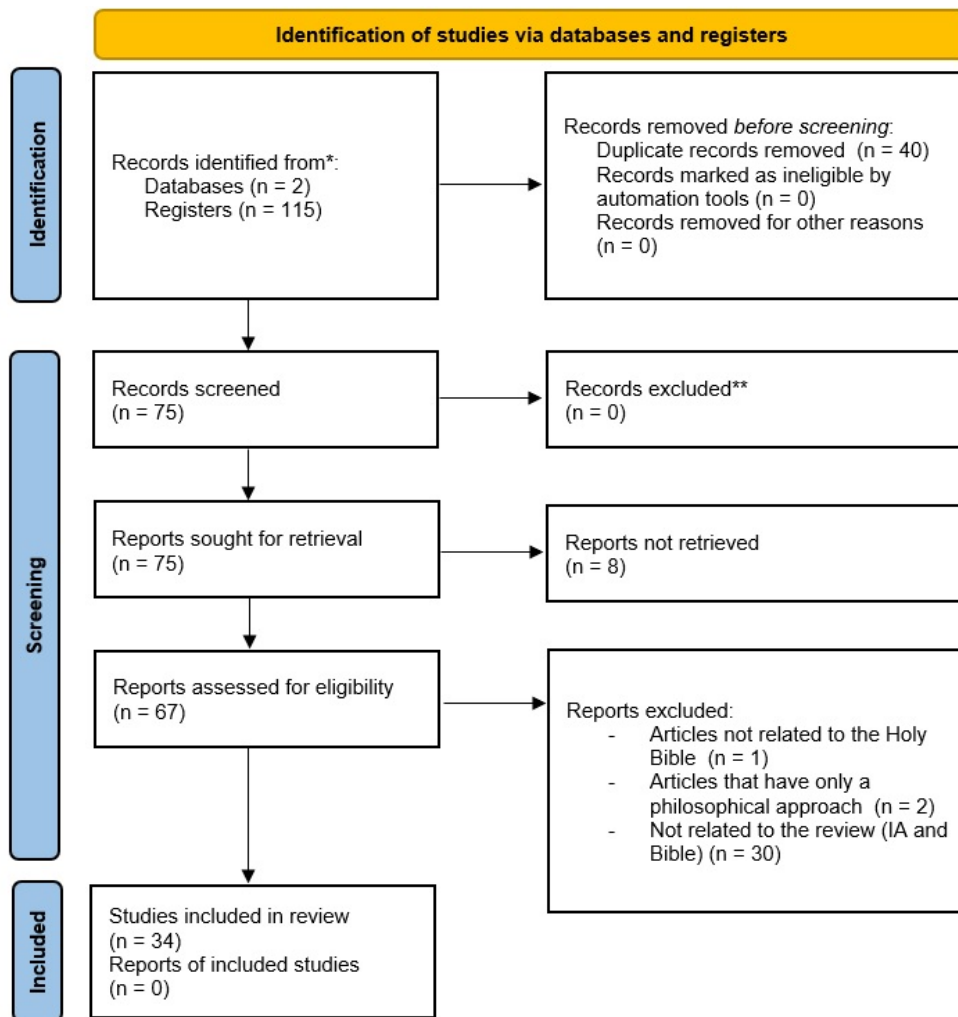 Identification of studies via databases and registers
Identification
Records identified from*:
Databases (n = 2)
Registers (n = 115)
Records removed before screening:
Duplicate records removed (n = 40)
Records marked as ineligible by
automation tools (n = 0)
Records removed for other reasons
(n = 0)
Screening
Records screened
(n = 75)
Records excluded**
(n = 0)
Reports sought for retrieval
(n = 75)
Reports not retrieved
(n = 8)
Reports assessed for eligibility
(n = 67)
Reports excluded:
- Articles not related to the Holy
Bible (n = 1)
- Articles that have only a
philosophical approach (n = 2)
- Not related to the review (IA and
Bible) (n = 30)
Included
Studies included in review
(n = 34)
Reports of included studies
(n = 0)